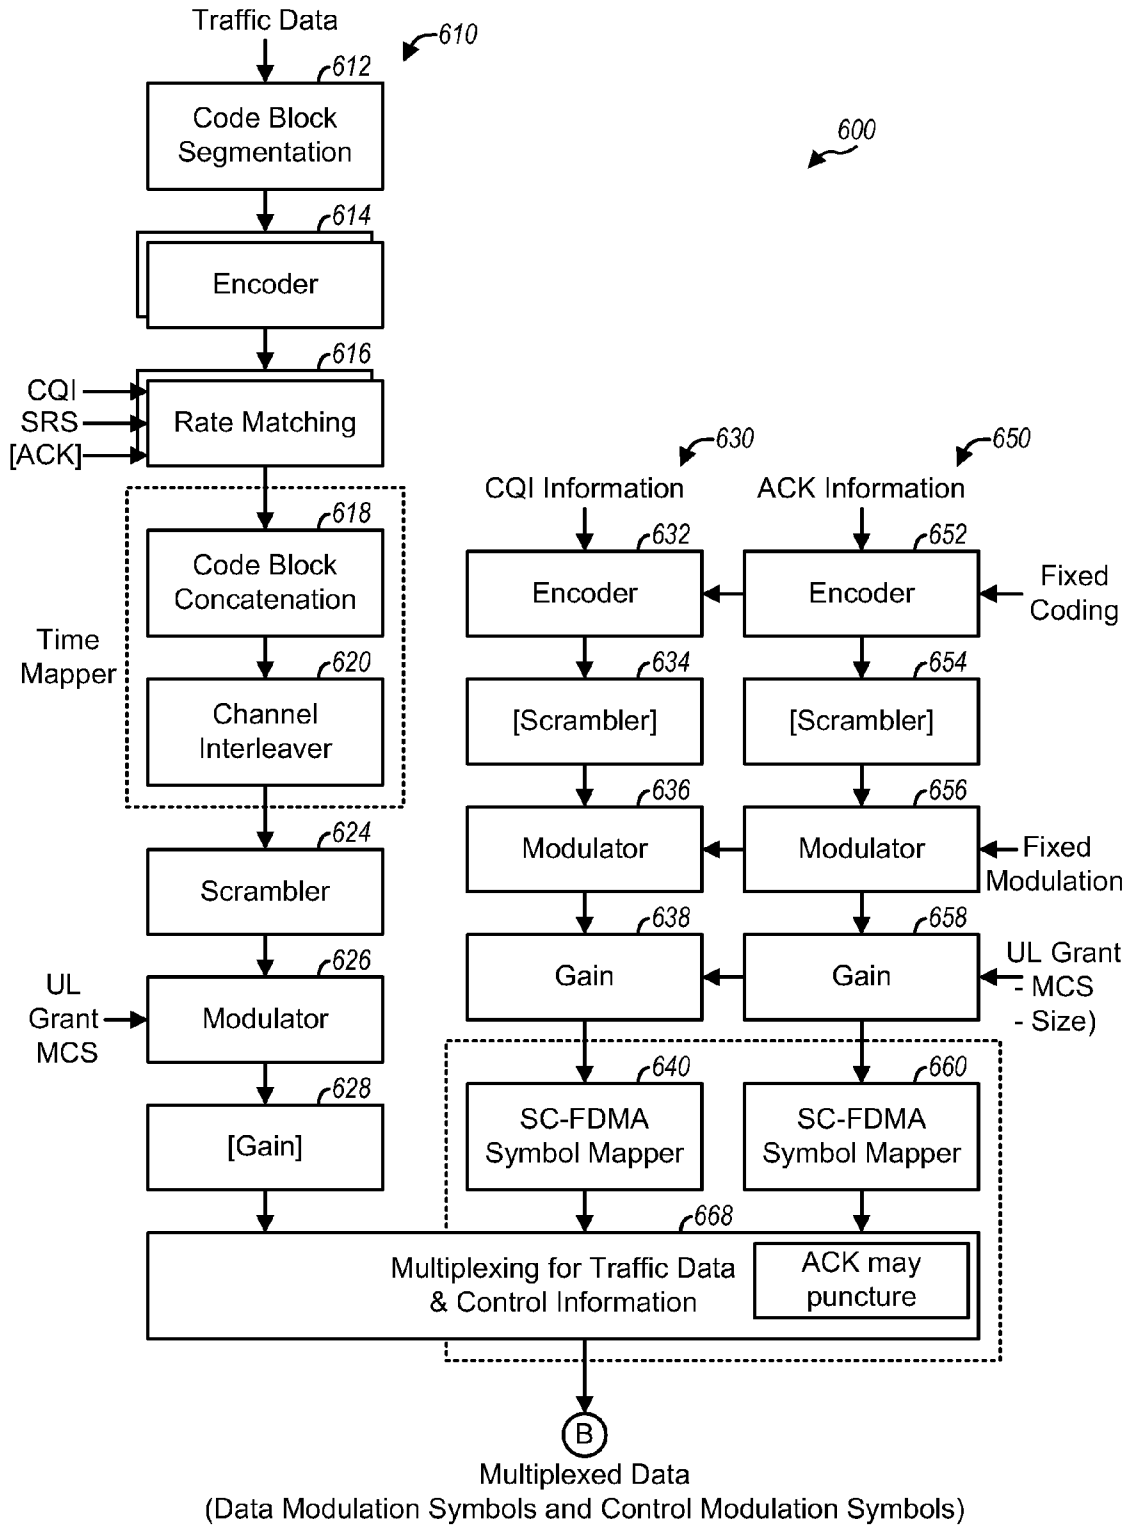 Traffic Data
610
612
Code Block
Segmentation
600
614
Encoder
616
CQI
SRS
[ACK]
Rate Matching
630
650
CQI Information
ACK Information
618
Code Block
Concatenation
632
Encoder
652
Encoder
Fixed
Coding
Time
Mapper
620
Channel
Interleaver
634
[Scrambler]
654
[Scrambler]
624
Scrambler
636
Modulator
656
Modulator
Fixed
Modulation
626
UL
Grant
MCS
Modulator
638
Gain
658
Gain
UL Grant
- MCS
- Size)
628
[Gain]
640
SC-FDMA
Symbol Mapper
660
SC-FDMA
Symbol Mapper
668
Multiplexing for Traffic Data
& Control Information
ACK may
puncture
B
Multiplexed Data
(Data Modulation Symbols and Control Modulation Symbols)